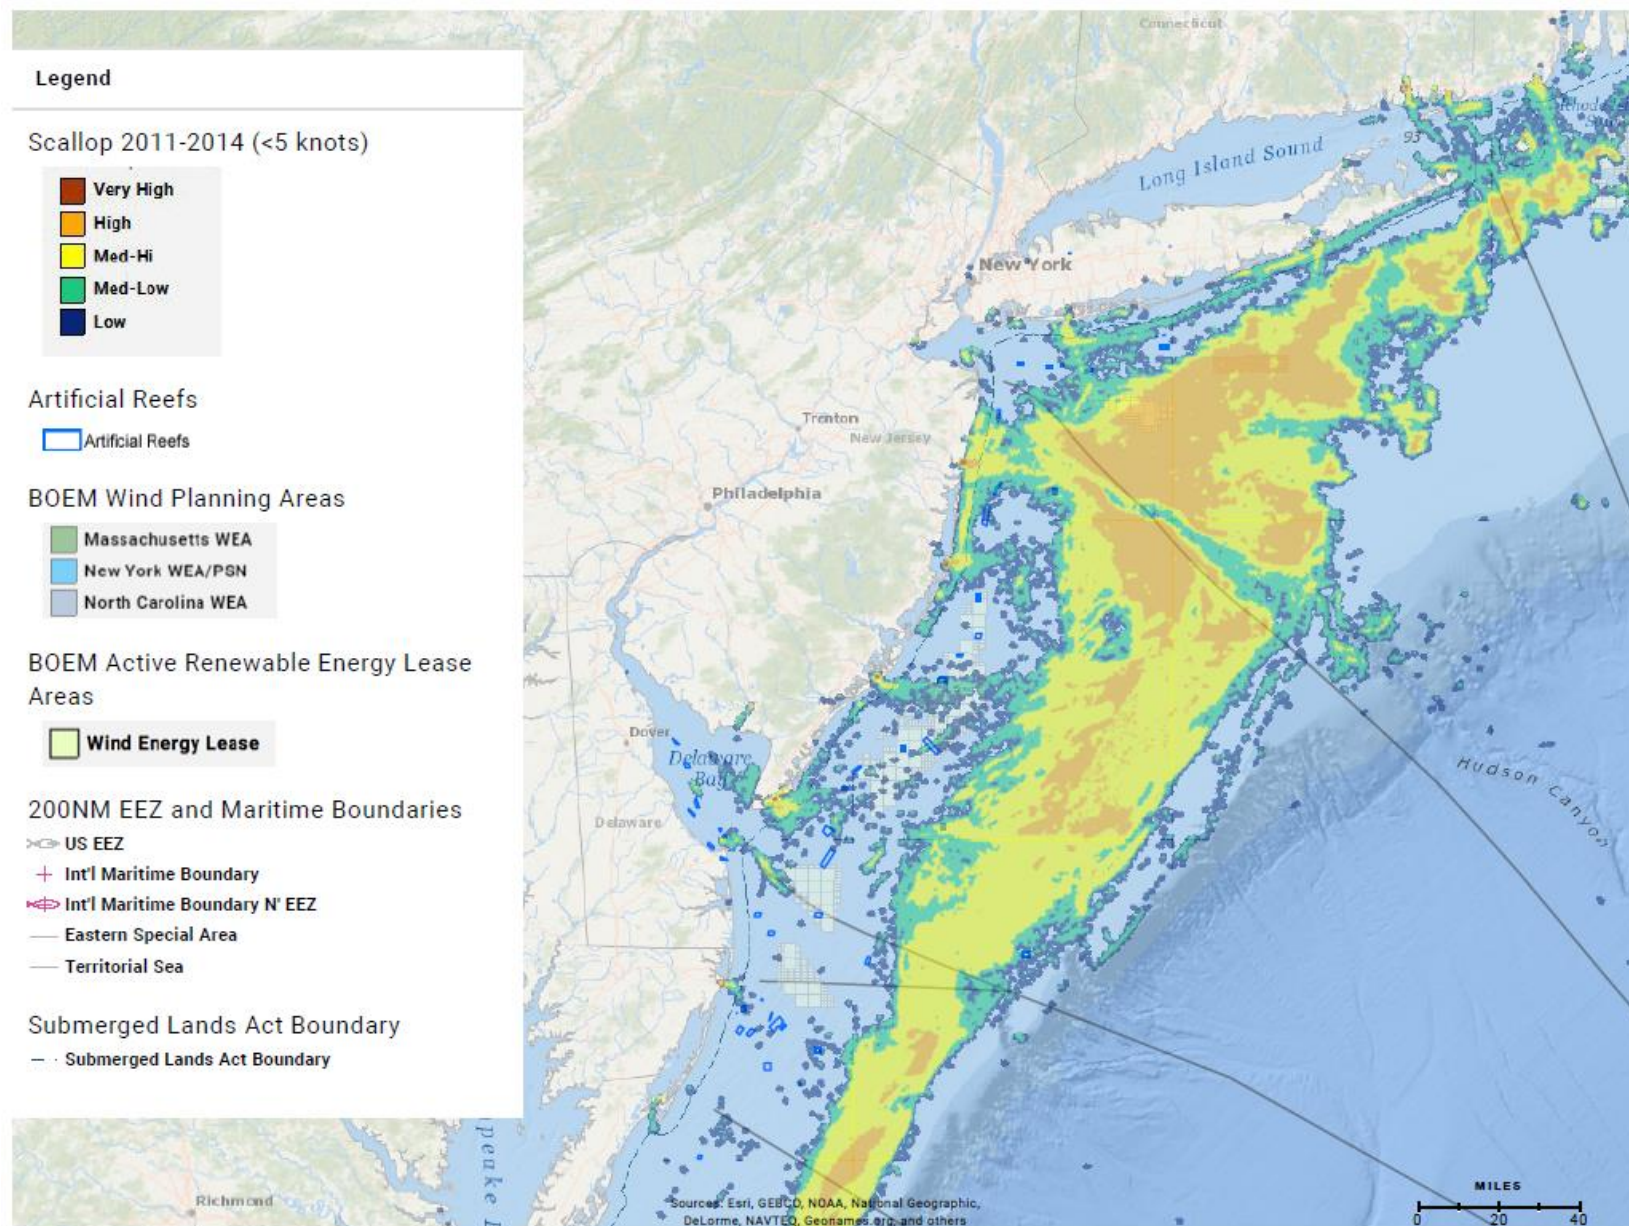 Legend
Scallop 2011-2014 (<5 knots)
Very High
High
Med-Hi
Med-Low
Low
Artificial Reefs
Artificial Reefs
BOEM Wind Planning Areas
Massachusetts WEA
New York WEA/PSN
North Carolina WEA
BOEM Active Renewable Energy Lease
Areas
Wind Energy Lease
200NM EEZ and Maritime Boundaries
US EEZ
Int'l Maritime Boundary
Int'l Maritime Boundary N' EEZ
Eastern Special Area
Territorial Sea
Submerged Lands Act Boundary
Submerged Lands Act Boundary
Connecticut
93
Long Island Sound
New York
Trenton
New Jersey
Philadelphia
Dover
Delaware
Bay
Delaware
Hudson Canyon
Richmond
MILES
0 20 40
Sources: Esri, GEBCO, NOAA, National Geographic,
DeLorme, NAVTEQ, Geonames.org, and others